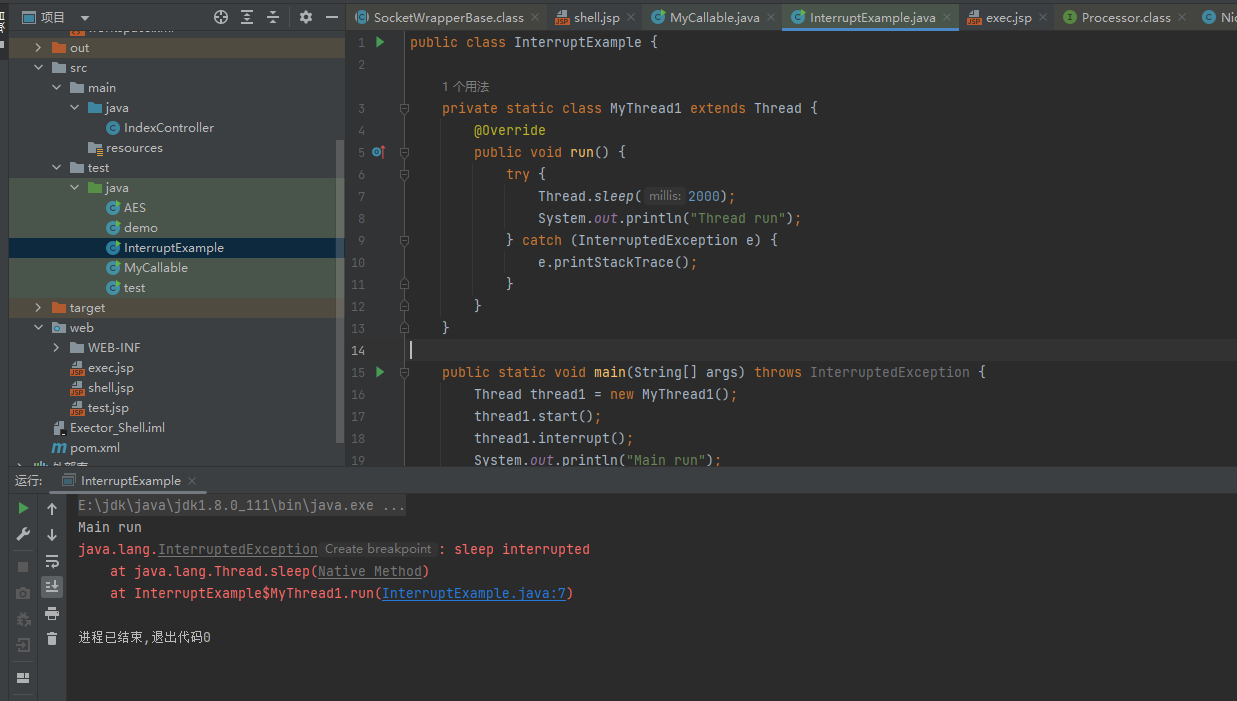 项目
SocketWrapperBase.class
shell.jsp
MyCallable.java
InterruptExample.java
exec.jsp
Processor.class
out
src
main
java
IndexController
resources
test
java
AES
demo
InterruptExample
MyCallable
test
target
web
WEB-INF
exec.jsp
shell.jsp
test.jsp
Exector_Shell.iml
pom.xml
1 public class InterruptExample {
2
1 个用法
3 private static class MyThread1 extends Thread {
4 @Override
5 public void run() {
6 try {
7 Thread.sleep( millis: 2000);
8 System.out.println("Thread run");
9 } catch (InterruptedException e) {
10 e.printStackTrace();
11 }
12 }
13 }
14
15 public static void main(String[] args) throws InterruptedException {
16 Thread thread1 = new MyThread1();
17 thread1.start();
18 thread1.interrupt();
19 System.out.println("Main run");
运行: InterruptExample
E:\jdk\java\jdk1.8.0_111\bin\java.exe ...
Main run
java.lang.InterruptedException Create breakpoint : sleep interrupted
at java.lang.Thread.sleep(Native Method)
at InterruptExample$MyThread1.run(InterruptExample.java:7)
进程已结束,退出代码0